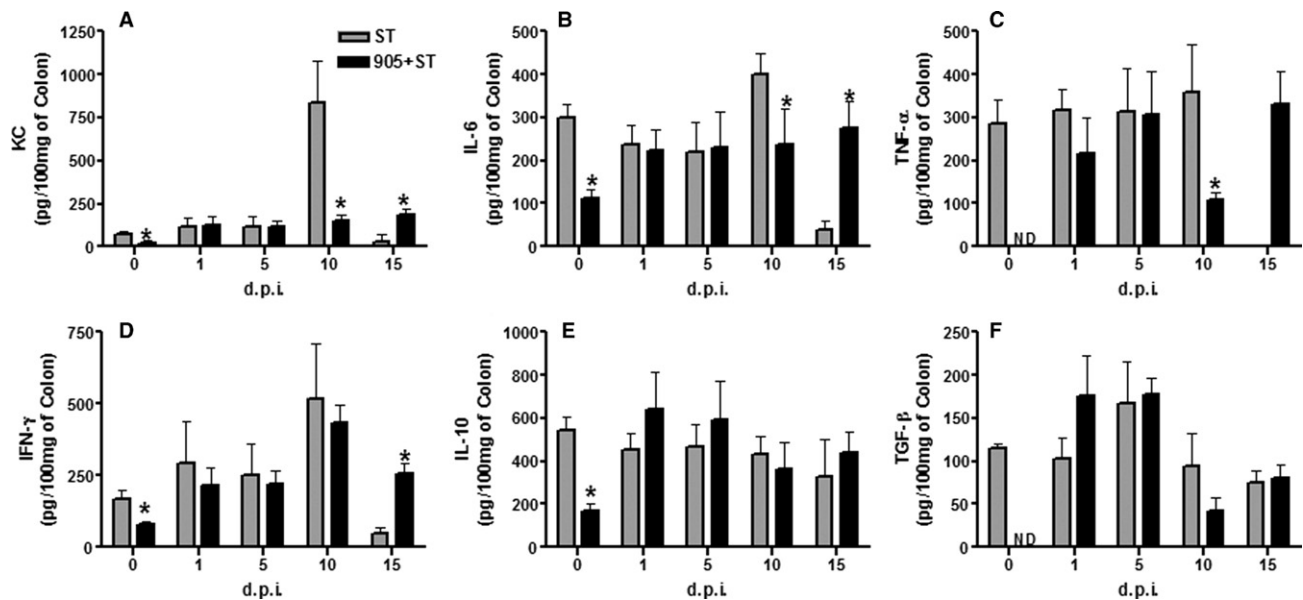 A
ST
905+ST
KC
(pg/100mg of Colon)
1250
1000
750
500
250
0
0 1 5 10 15
d.p.i.
* * *
B
IL-6
(pg/100mg of Colon)
500
400
300
200
100
0
0 1 5 10 15
d.p.i.
* * *
C
TNF-α
(pg/100mg of Colon)
500
400
300
200
100
0
ND
*
0 1 5 10 15
d.p.i.
D
IFN-γ
(pg/100mg of Colon)
750
500
250
0
* *
0 1 5 10 15
d.p.i.
E
IL-10
(pg/100mg of Colon)
1000
800
600
400
200
0
*
0 1 5 10 15
d.p.i.
F
TGF-β
(pg/100mg of Colon)
250
200
150
100
50
0
ND
0 1 5 10 15
d.p.i.